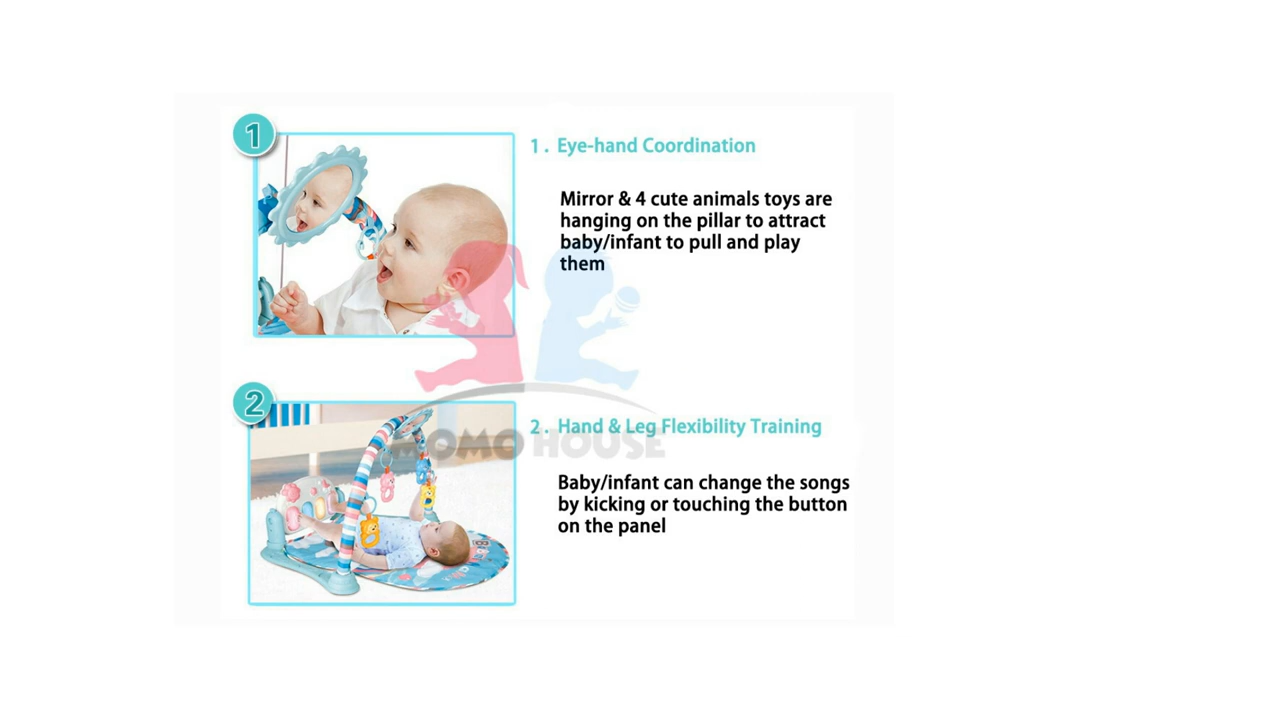 1
1. Eye-hand Coordination
Mirror & 4 cute animals toys are
hanging on the pillar to attract
baby/infant to pull and play
them
2
2. Hand & Leg Flexibility Training
MOMO HOUSE
Baby/infant can change the songs
by kicking or touching the button
on the panel